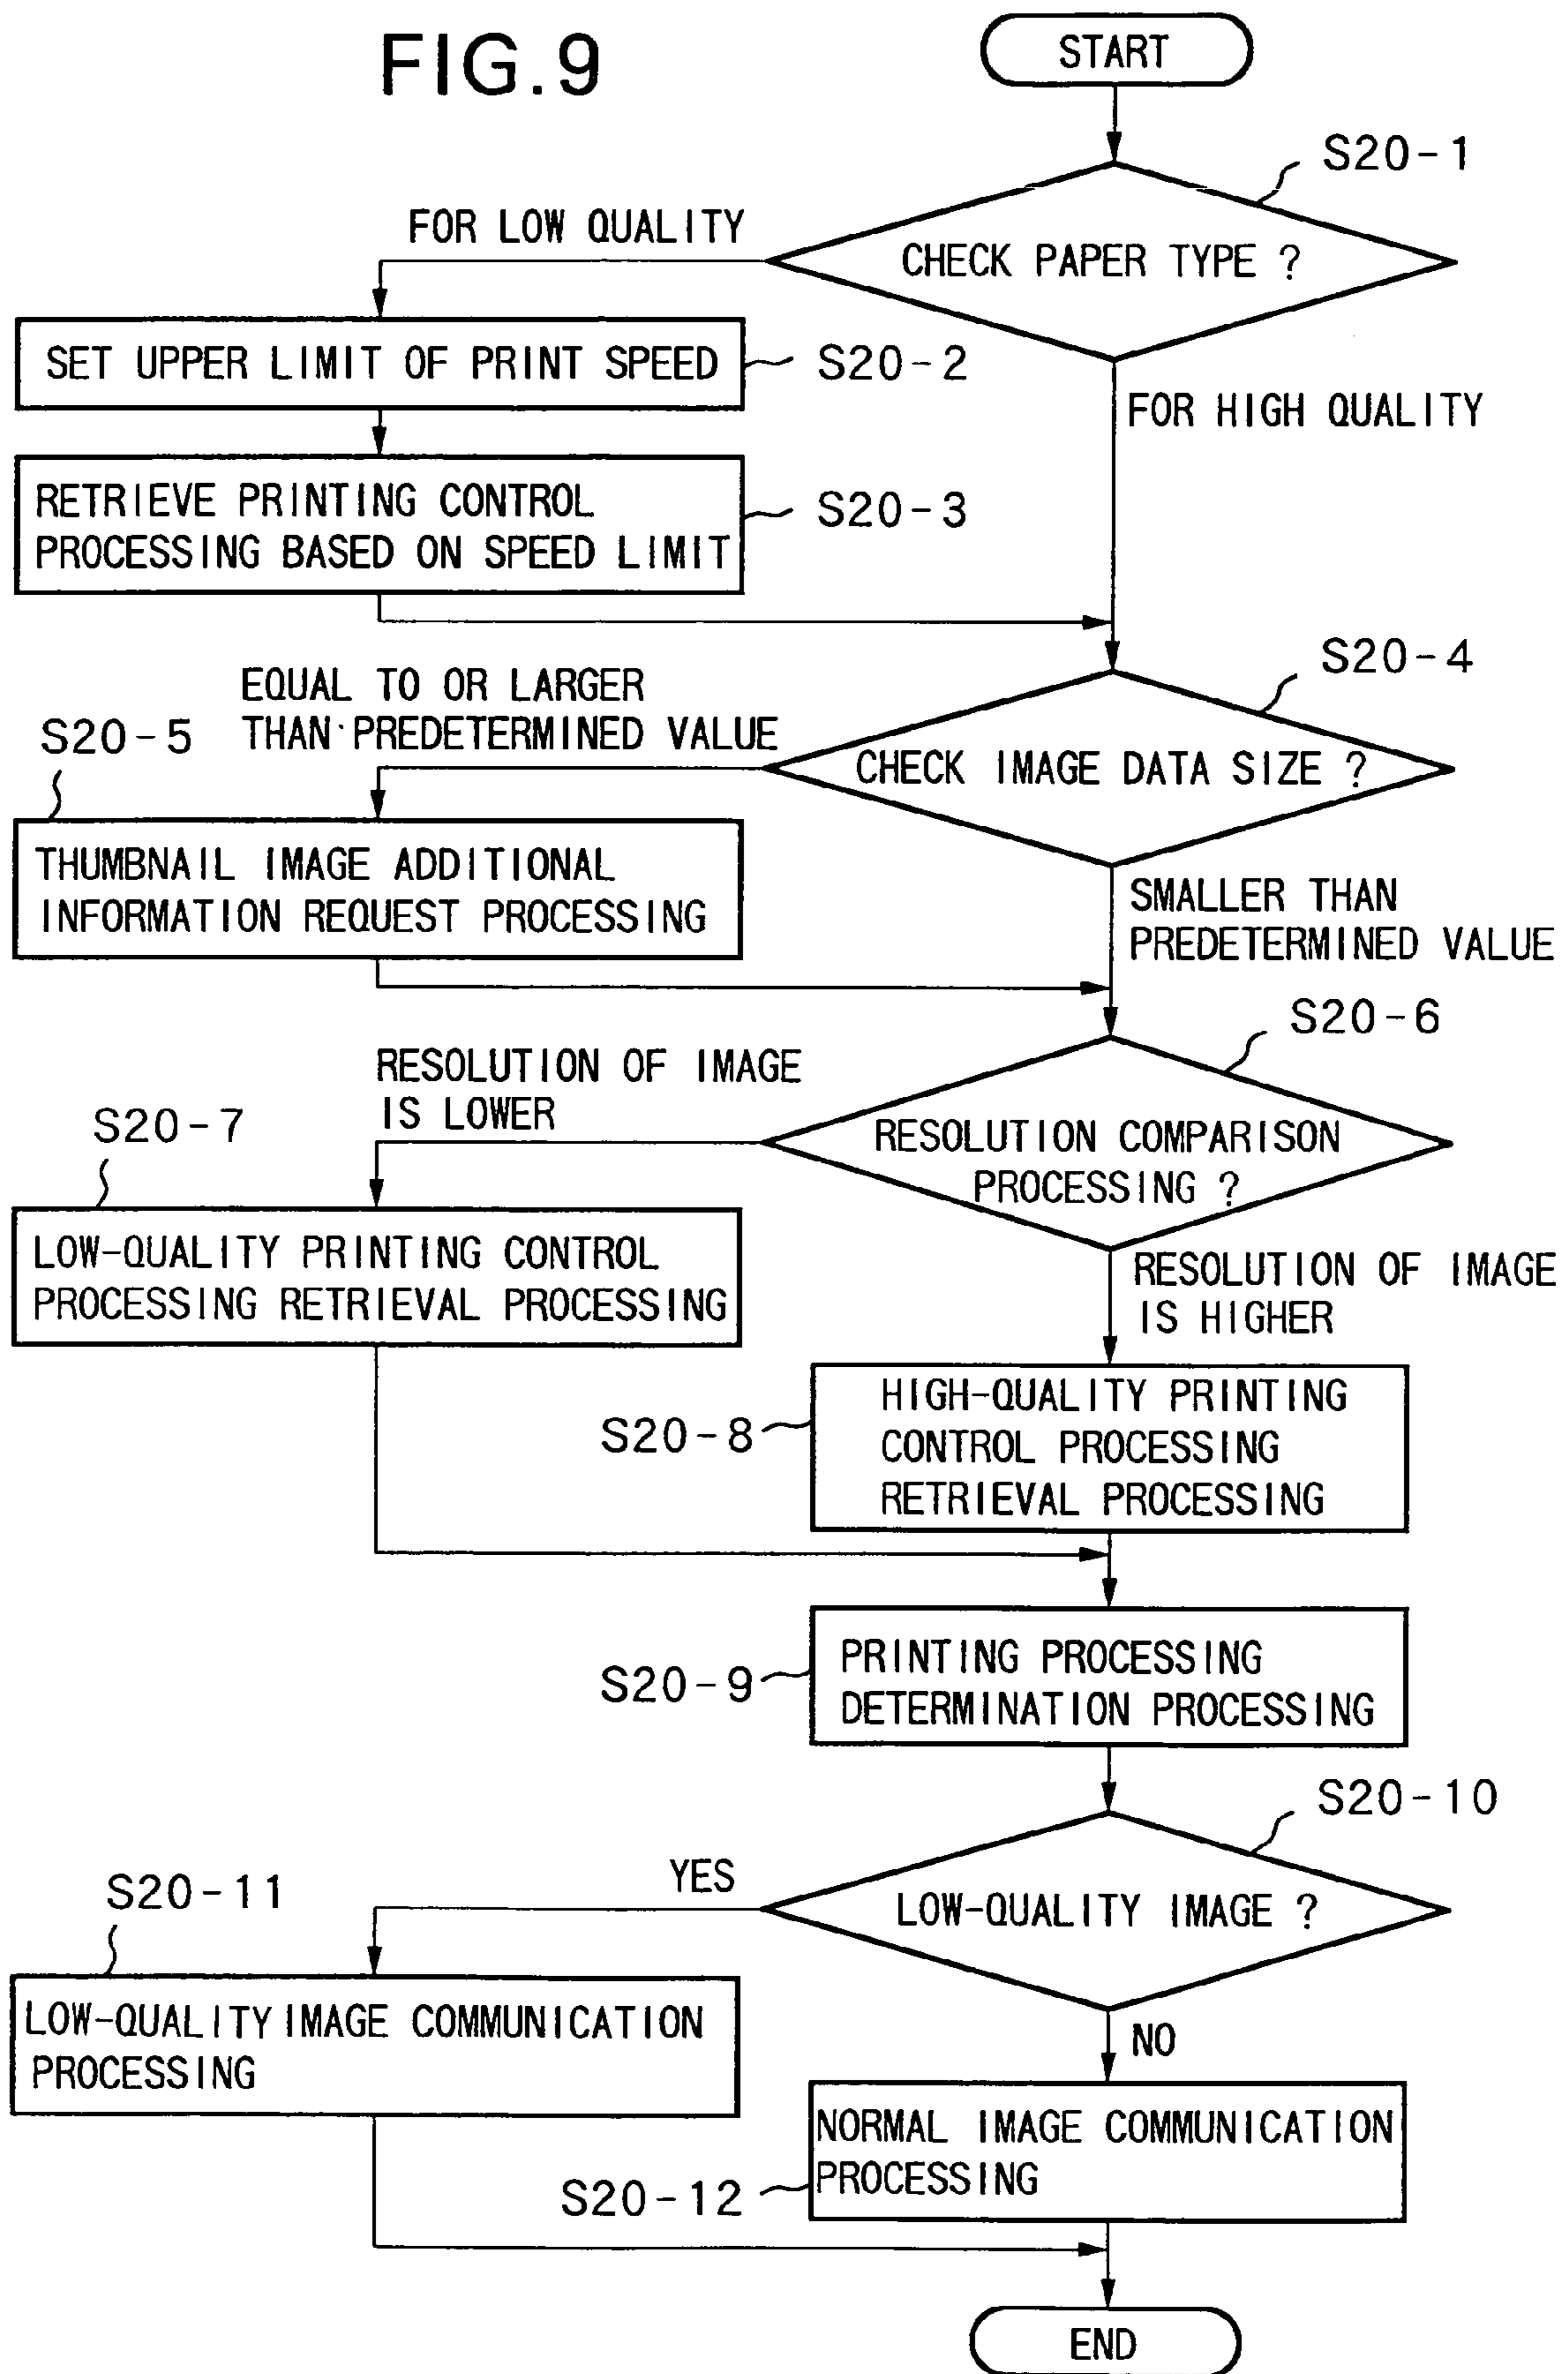 FIG.9
START
S20-1
FOR LOW QUALITY
CHECK PAPER TYPE ?
SET UPPER LIMIT OF PRINT SPEED
S20-2
FOR HIGH QUALITY
RETRIEVE PRINTING CONTROL
PROCESSING BASED ON SPEED LIMIT
S20-3
S20-4
EQUAL TO OR LARGER
THAN PREDETERMINED VALUE
S20-5
CHECK IMAGE DATA SIZE ?
THUMBNAIL IMAGE ADDITIONAL
INFORMATION REQUEST PROCESSING
SMALLER THAN
PREDETERMINED VALUE
S20-6
RESOLUTION OF IMAGE
IS LOWER
S20-7
RESOLUTION COMPARISON
PROCESSING ?
LOW-QUALITY PRINTING CONTROL
PROCESSING RETRIEVAL PROCESSING
RESOLUTION OF IMAGE
IS HIGHER
S20-8
HIGH-QUALITY PRINTING
CONTROL PROCESSING
RETRIEVAL PROCESSING
S20-9
PRINTING PROCESSING
DETERMINATION PROCESSING
S20-10
YES
S20-11
LOW-QUALITY IMAGE ?
LOW-QUALITY IMAGE COMMUNICATION
PROCESSING
NO
NORMAL IMAGE COMMUNICATION
PROCESSING
S20-12
END